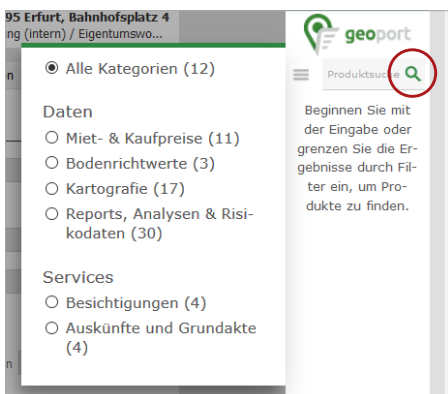 95 Erfurt, Bahnhofsplatz 4
ng (intern) / Eigentumswo...
n
Alle Kategorien (12)
Daten
Miet- & Kaufpreise (11)
Bodenrichtwerte (3)
Kartografie (17)
Reports, Analysen & Risi-
kodaten (30)
Services
Besichtigungen (4)
Auskünfte und Grundakte
(4)
n
geoport
Produktsuche
Beginnen Sie mit
der Eingabe oder
grenzen Sie die Er-
gebnisse durch Fil-
ter ein, um Pro-
dukte zu finden.